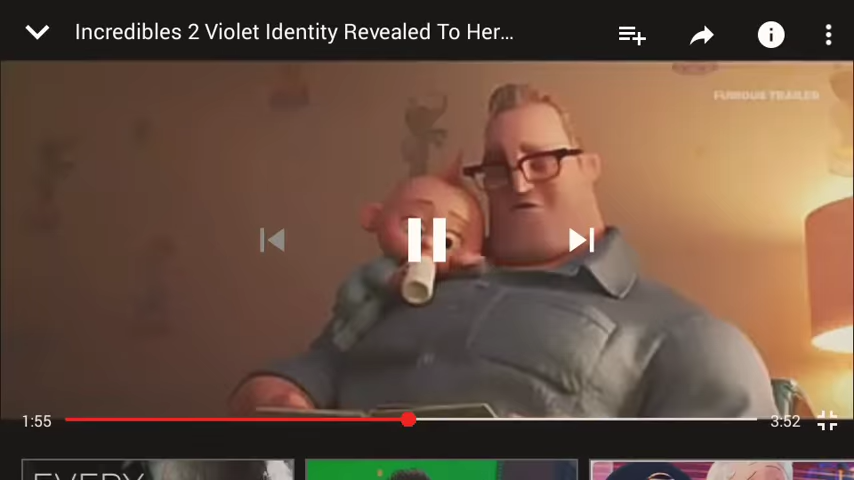 Incredibles 2 Violet Identity Revealed To Her...
FURIOUS TRAILER
1:55
3:52
EVERY